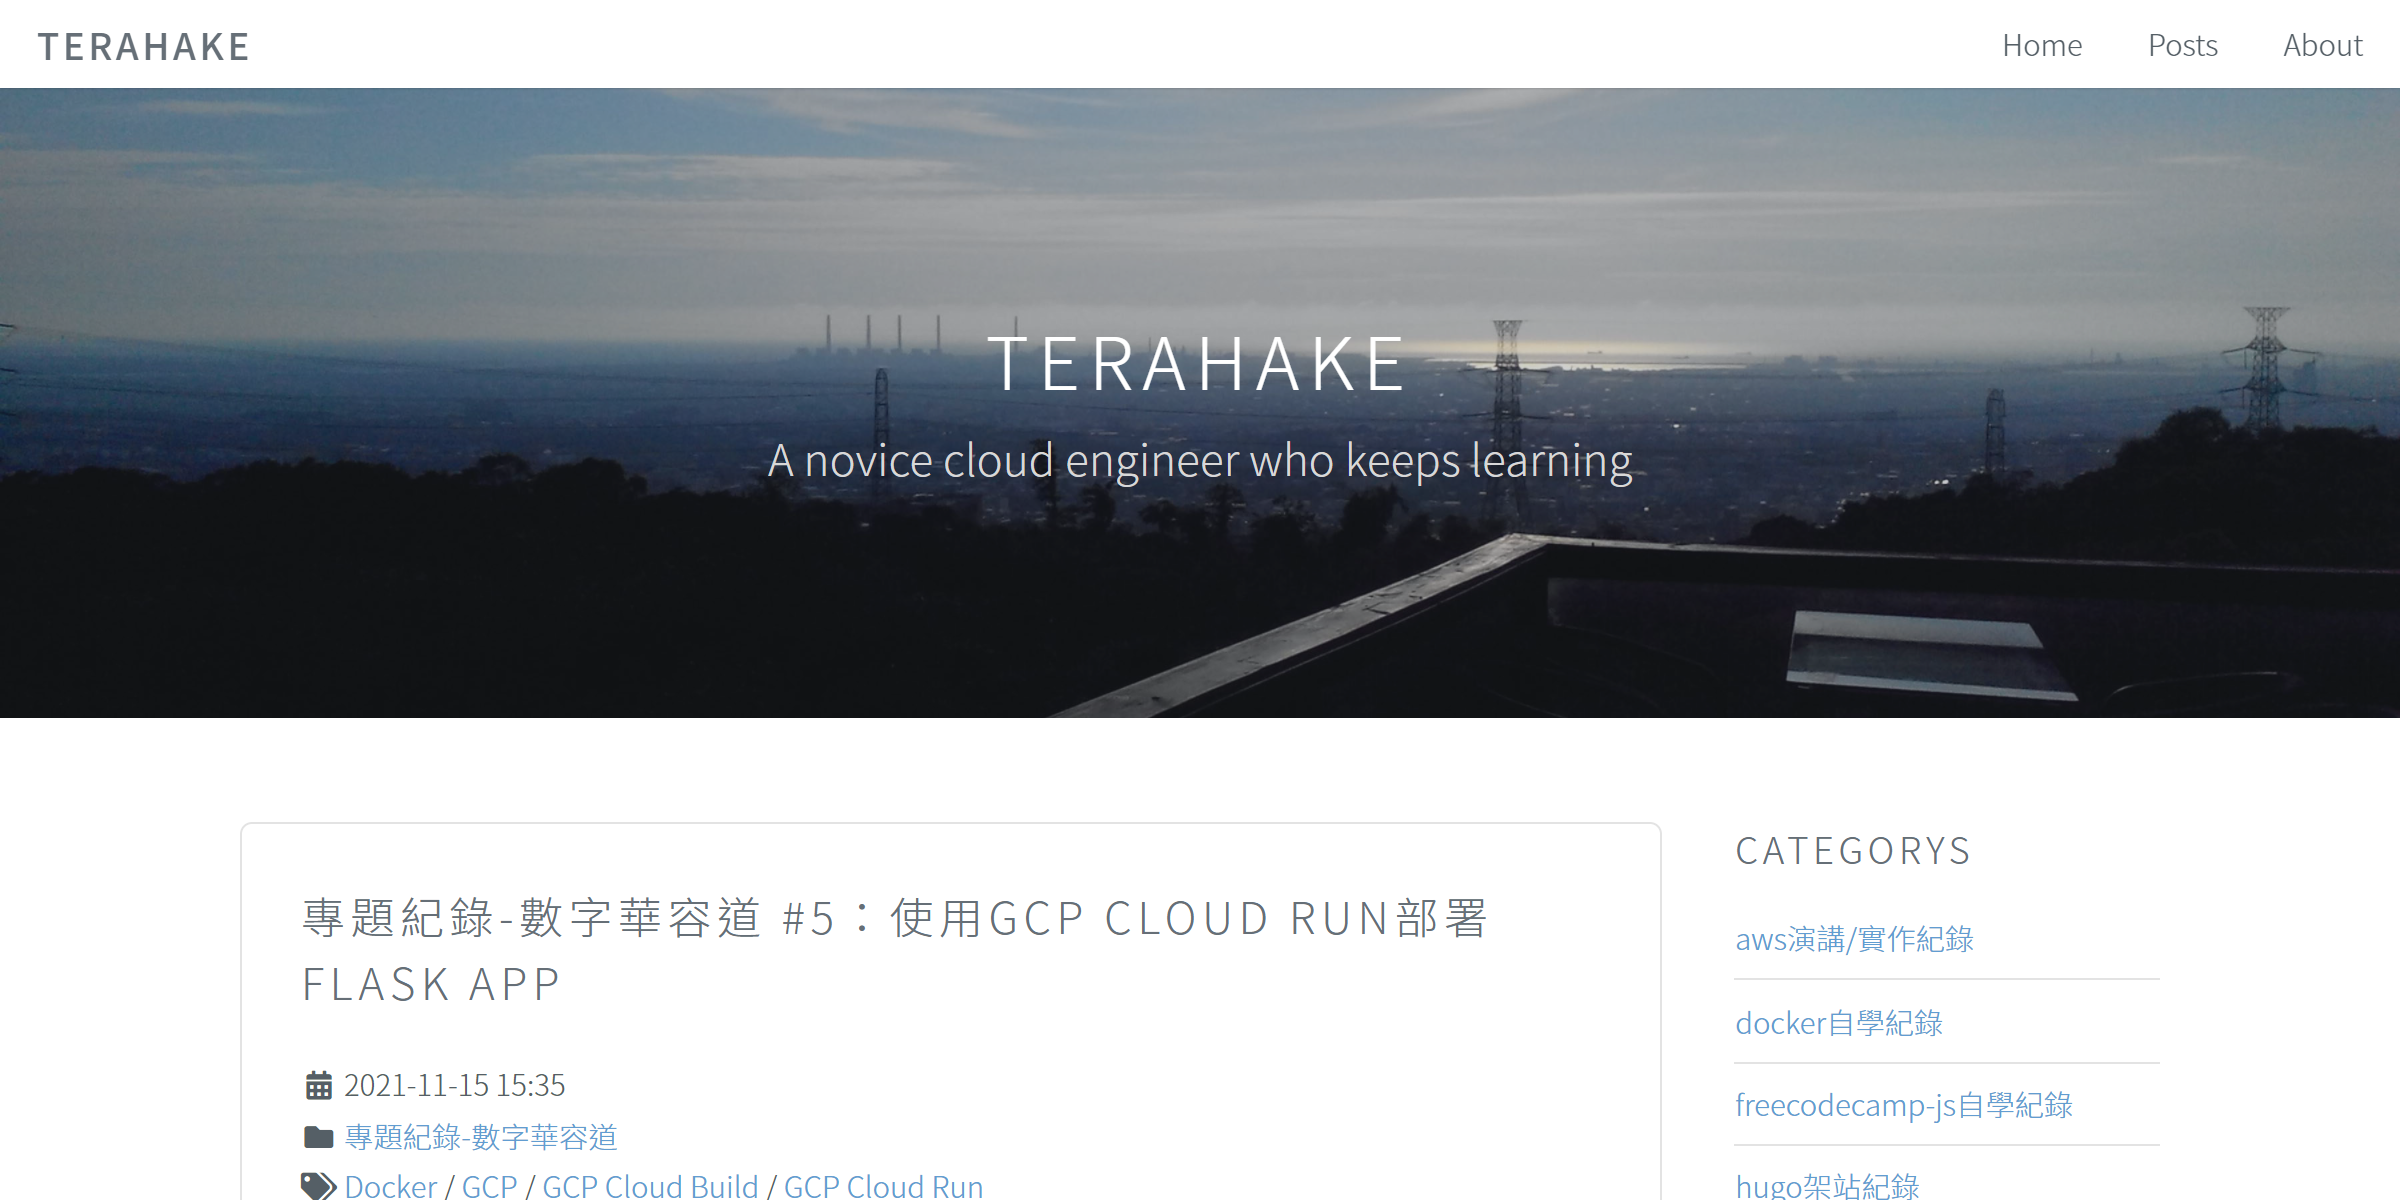 TERAHAKE
Home Posts About
TERAHAKE
A novice cloud engineer who keeps learning
專題紀錄-數字華容道 #5：使用GCP CLOUD RUN部署
FLASK APP
2021-11-15 15:35
專題紀錄-數字華容道
Docker / GCP / GCP Cloud Build / GCP Cloud Run
CATEGORYS
aws演講/實作紀錄
docker自學紀錄
freecodecamp-js自學紀錄
hugo架站紀錄